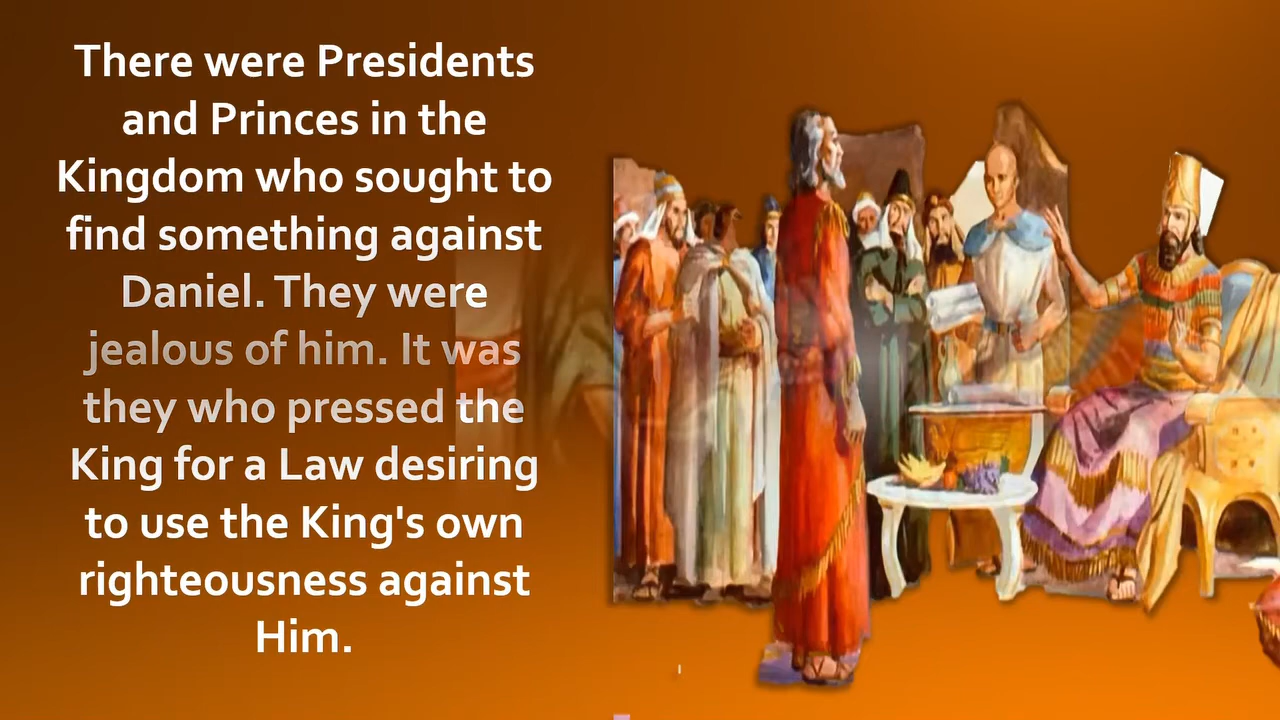 There were Presidents
and Princes in the
Kingdom who sought to
find something against
Daniel. They were
jealous of him. It was
they who pressed the
King for a Law desiring
to use the King's own
righteousness against
Him.